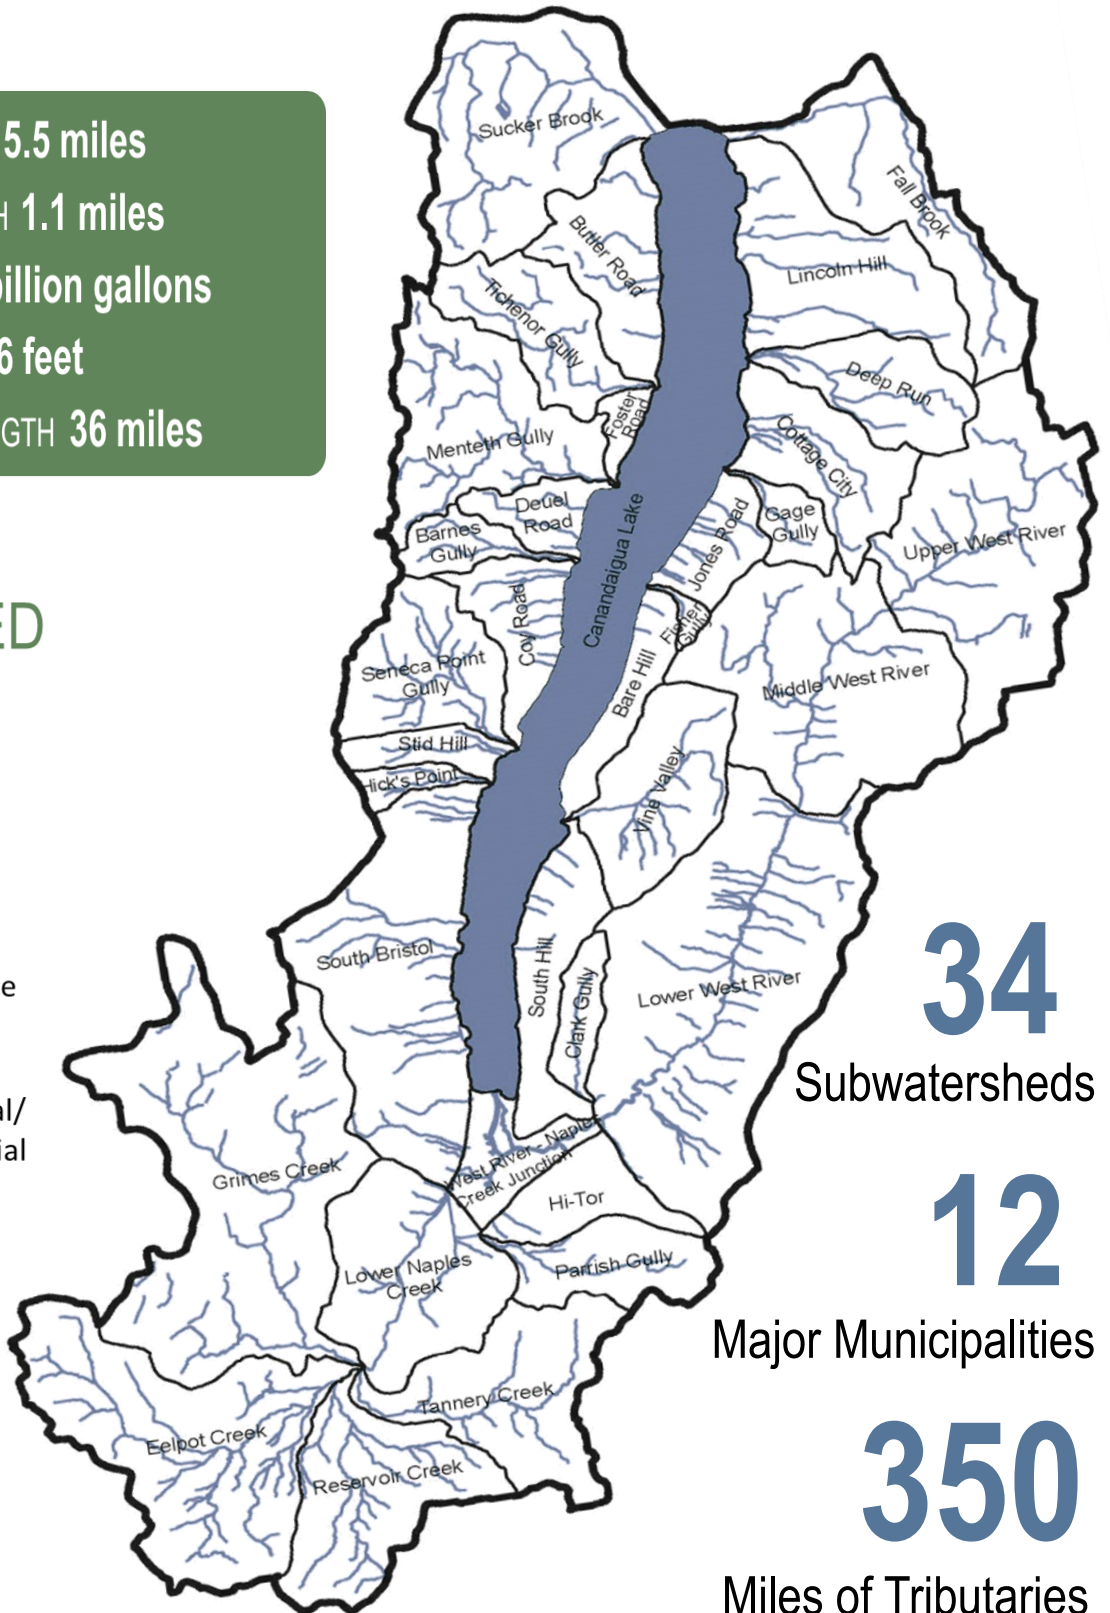 5.5 miles
H 1.1 miles
billion gallons
6 feet
GTH 36 miles
ED
e
al/
ial
Sucker Brook
Fall Brook
Butler Road
Lincoln Hill
Tichenor Gully
Deep Run
Foster
Road
Cottage City
Menteth Gully
Deuel
Road
Gage
Gully
Barnes
Gully
Jones Road
Upper West River
Canandaigua Lake
Coy Road
Fisher
Gully
Seneca Point
Gully
Bare Hill
Middle West River
Stid Hill
Hick's Point
Vine Valley
South Bristol
South Hill
Clark Gully
Lower West River
34
Subwatersheds
West River - Naples
Creek Junction
Grimes Creek
Hi-Tor
12
Major Municipalities
Lower Naples
Creek
Parrish Gully
Tannery Creek
Eelpot Creek
Reservoir Creek
350
Miles of Tributaries